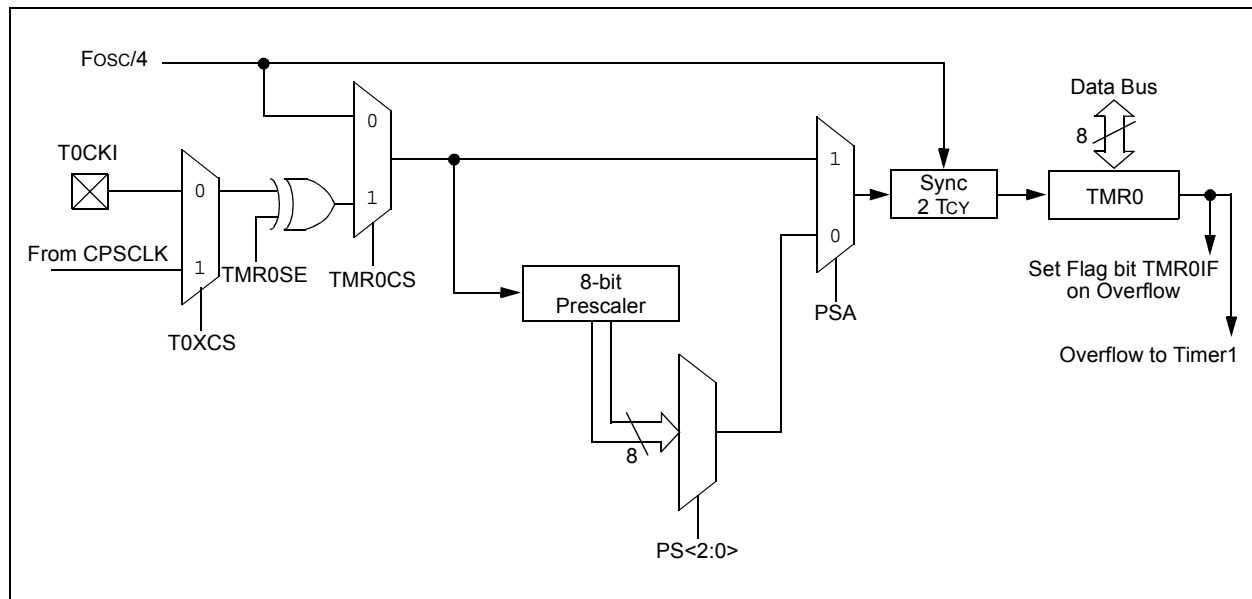 FOSC/4
Data Bus
8
T0CKI
0
1
0
1
0
1
Sync
2 TCY
TMR0
From CPSCLK
TMR0SE
TMR0CS
8-bit
Prescaler
PSA
Set Flag bit TMR0IF
on Overflow
T0XCS
Overflow to Timer1
8
PS<2:0>